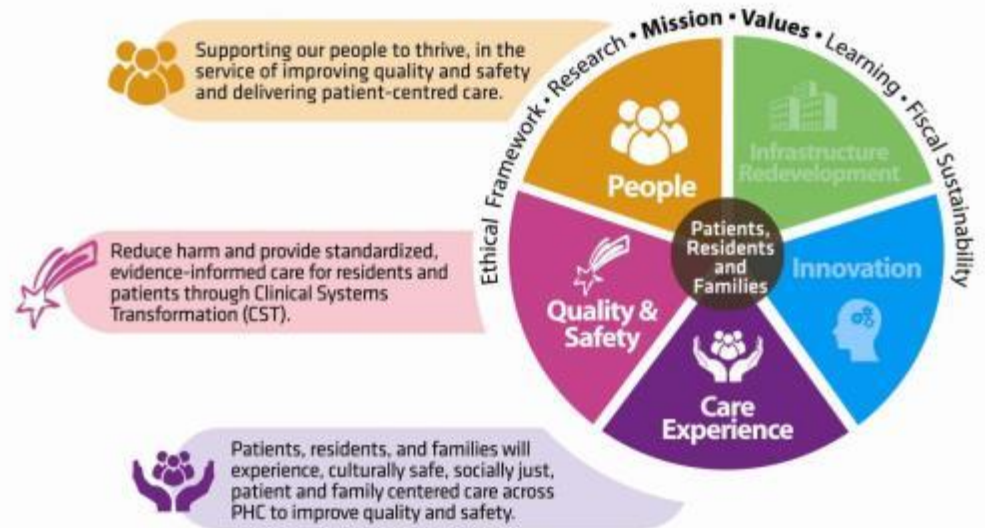 Supporting our people to thrive, in the
service of improving quality and safety
and delivering patient-centred care.
Reduce harm and provide standardized,
evidence-informed care for residents and
patients through Clinical Systems
Transformation (CST).
Patients, residents, and families will
experience, culturally safe, socially just,
patient and family centered care across
PHC to improve quality and safety.
Ethical Framework • Research • Mission • Values • Learning • Fiscal Sustainability
People
Infrastructure
Redevelopment
Patients,
Residents
and
Families
Innovation
Quality &
Safety
Care
Experience